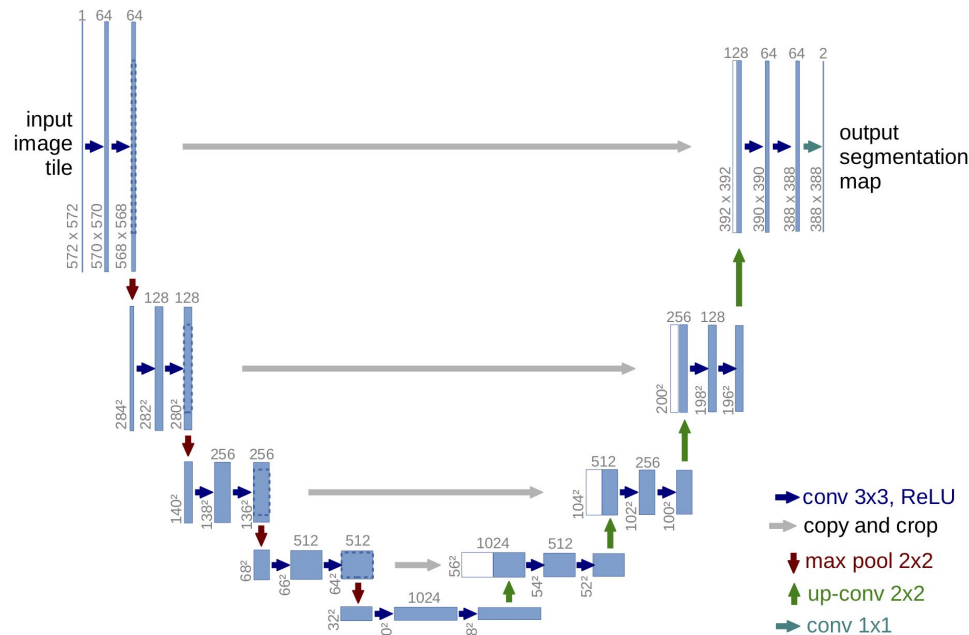 1 64 64
128 64 64 2
input
image
tile
output
segmentation
map
572 x 572
570 x 570
568 x 568
392 x 392
390 x 390
388 x 388
388 x 388
128 128
256 128
284²
282²
280²
200²
198²
196²
256 256
512 256
140²
138²
136²
104²
102²
100²
conv 3x3, ReLU
copy and crop
max pool 2x2
up-conv 2x2
conv 1x1
512 512
1024 512
68²
66²
64²
56²
54²
52²
1024
32²
0²
8²